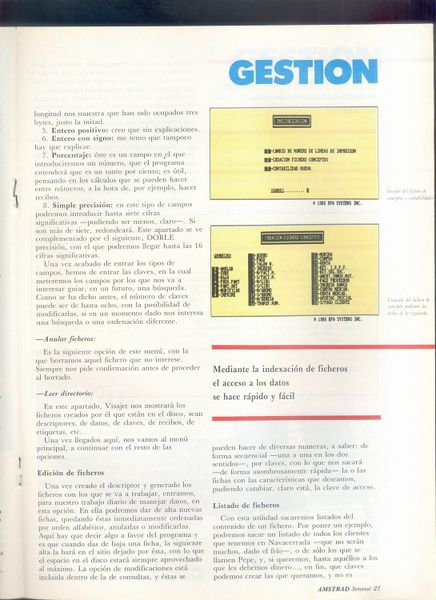 GESTION
longitud nos muestra que han sido ocupados tres
bytes, justo la mitad.
5. Entero positivo: creo que sin explicaciones.
6. Entero con signo: me temo que tampoco
hay que explicar.
7. Porcentaje: éste es un campo en el que
introduciremos un número, que el programa
entenderá que es un tanto por ciento; es útil,
pensando en los cálculos que se pueden hacer
entre números, a la hora de, por ejemplo, hacer
recibos.
8. Simple precisión: en este tipo de campos
podremos introducir hasta siete cifras
significativas —pudiendo ser menos, claro—. Si
son más de siete, redondeará. Este apartado se ve
complementado por el siguiente, DOBLE
precisión, con el que podemos llegar hasta las 16
cifras significativas.
Una vez acabado de entrar los tipos de
campos, hemos de entrar las claves, en la cual
meteremos los campos por los que nos va a
interesar guiar, en un futuro, una búsqueda.
Como se ha dicho antes, el número de claves
puede ser de hasta ocho, con la posibilidad de
modificarlas, si en un momento dado nos interesa
una búsqueda o una ordenación diferente.
—Anular ficheros:
Es la siguiente opción de este menú, con la
que borramos aquel fichero que no interese.
Siempre nos pide confirmación antes de proceder
al borrado.
—Leer directorio:
En este apartado, Visajet nos mostrará los
ficheros creados por él que están en el disco, sean
descriptores, de datos, de claves, de recibos, de
etiquetas, etc.
Una vez llegados aquí, nos vamos al menú
principal, a continuar con el resto de las
opciones.
Edición de ficheros
Una vez creado el descriptor y generado los
ficheros con los que se va a trabajar, entramos,
para nuestro trabajo diario de manejar datos, en
esta opción. En ella podremos dar de alta nuevas
fichas, quedando éstas inmediatamente ordenadas
por orden alfabético, anularlas o modificarlas.
Aquí hay que decir algo a favor del programa y
es que cuando das de baja una ficha, la siguiente
alta la hará en el sitio dejado por ésta, con lo que
el espacio en el disco estará siempre aprovechado
al máximo. La opción de modificaciones está
incluida dentro de la de consultas, y éstas se
INICIALIZACION
CAMBIO DE NUMERO DE LINEAS DE IMPRESION
CREACION FICHERO CONCEPTOS
CONTABILIDAD NUEVA
© 1986 RPA SYSTEMS INC.
CREACION FICHERO CONCEPTOS
© 1986 RPA SYSTEMS INC.
Mediante la indexación de ficheros
el acceso a los datos
se hace rápido y fácil
pueden hacer de diversas maneras, a saber: de
forma secuencial —una a una en los dos
sentidos—, por claves, con lo que nos sacará
—de forma asombrosamente rápida— la o las
fichas con las características que deseamos,
pudiendo cambiar, claro está, la clave de acceso.
Listado de ficheros
Con esta utilidad sacaremos listados del
contenido de un fichero. Por poner un ejemplo,
podremos sacar un listado de todos los clientes
que tenemos en Navacerrada —que no serán
muchos, dado el frío—, o de sólo los que se
llamen Pepe, y, si queremos, hasta aquéllos a los
que les debemos dinero..., en fin, que claves
podemos crear las que queramos, y no es
AMSTRAD Semanal 27